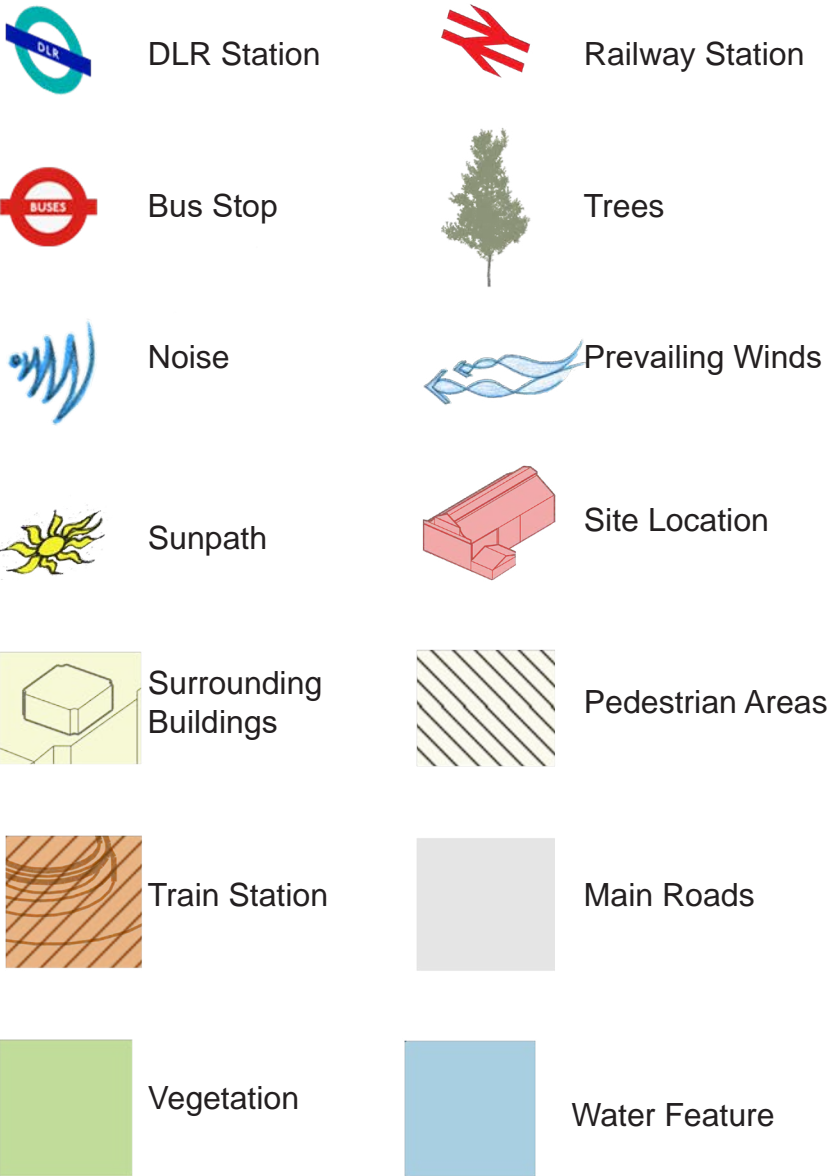 DLR
DLR Station
Railway Station
BUSES
Bus Stop
Trees
Noise
Prevailing Winds
Sunpath
Site Location
Surrounding
Buildings
Pedestrian Areas
Train Station
Main Roads
Vegetation
Water Feature